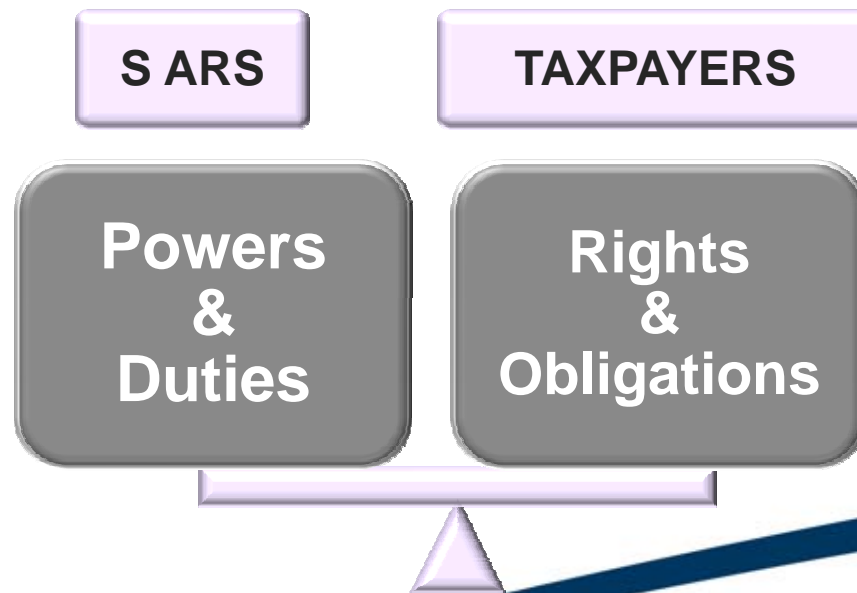 S ARS
TAXPAYERS
Powers
&
Duties
Rights
&
Obligations